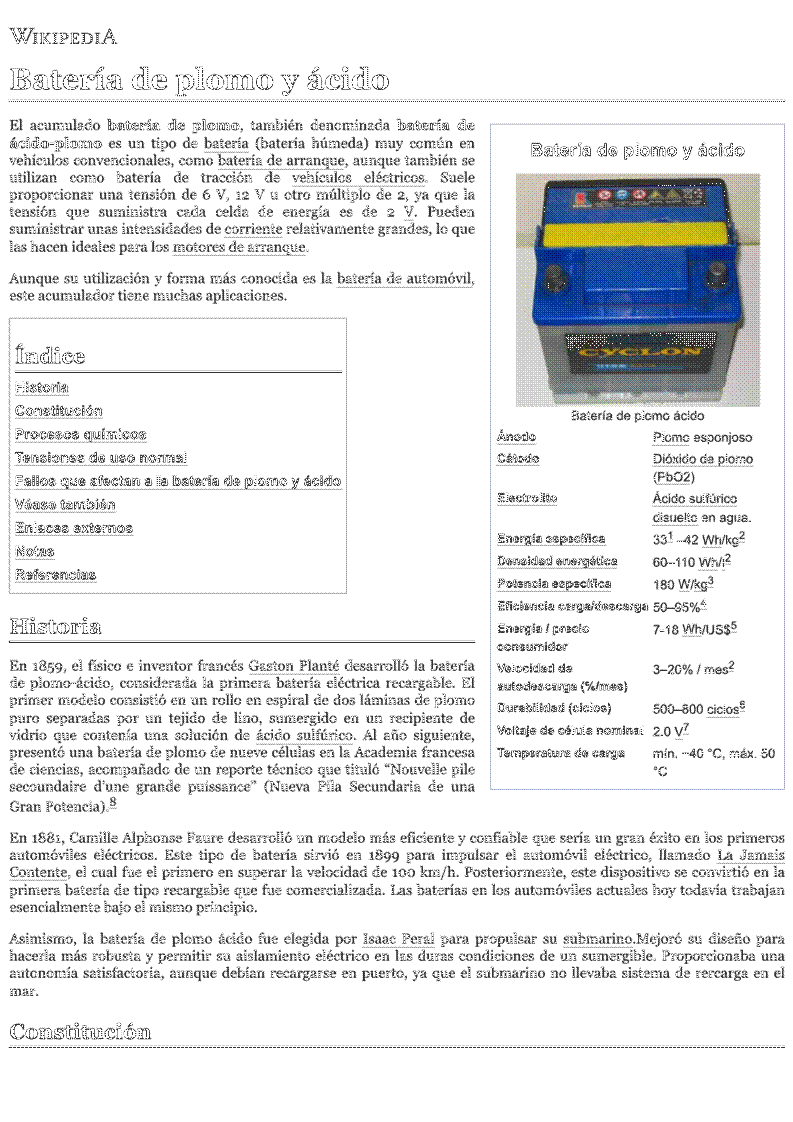 WIKIPEDIA
Batería de plomo y ácido
El acumulado batería de plomo, también denominada batería de
ácido-plomo es un tipo de batería (batería húmeda) muy común en
vehículos convencionales, como batería de arranque, aunque también se
utilizan como batería de tracción de vehículos eléctricos. Suele
proporcionar una tensión de 6 V, 12 V u otro múltiplo de 2, ya que la
tensión que suministra cada celda de energía es de 2 V. Pueden
suministrar unas intensidades de corriente relativamente grandes, lo que
las hacen ideales para los motores de arranque.
Aunque su utilización y forma más conocida es la batería de automóvil,
este acumulador tiene muchas aplicaciones.
Índice
Historia
Constitución
Procesos químicos
Tensiones de uso normal
Fallos que afectan a la batería de plomo y ácido
Véase también
Enlaces externos
Notas
Referencias
Batería de plomo y ácido
CYCLON
Batería de plomo ácido
Ánodo Plomo esponjoso
Cátodo Dióxido de plomo
(PbO2)
Electrolito Ácido sulfúrico
disuelto en agua.
Energía específica 33¹ –42 Wh/kg²
Densidad energética 60–110 Wh/l²
Potencia específica 180 W/kg³
Eficiencia carga/descarga 50–95%⁴
Energía / precio 7-18 Wh/US$⁵
consumidor
Velocidad de 3–20% / mes²
autodescarga (%/mes)
Durabilidad (ciclos) 500–800 ciclos⁶
Voltaje de célula nominal 2.0 V⁷
Temperatura de carga mín. –40 °C, máx. 50
°C
Historia
En 1859, el físico e inventor francés Gaston Planté desarrolló la batería
de plomo-ácido, considerada la primera batería eléctrica recargable. El
primer modelo consistió en un rollo en espiral de dos láminas de plomo
puro separadas por un tejido de lino, sumergido en un recipiente de
vidrio que contenía una solución de ácido sulfúrico. Al año siguiente,
presentó una batería de plomo de nueve células en la Academia francesa
de ciencias, acompañado de un reporte técnico que tituló “Nouvelle pile
secoundaire d’une grande puissance” (Nueva Pila Secundaria de una
Gran Potencia).⁸
En 1881, Camille Alphonse Faure desarrolló un modelo más eficiente y confiable que sería un gran éxito en los primeros
automóviles eléctricos. Este tipo de batería sirvió en 1899 para impulsar el automóvil eléctrico, llamado La Jamais
Contente, el cual fue el primero en superar la velocidad de 100 km/h. Posteriormente, este dispositivo se convirtió en la
primera batería de tipo recargable que fue comercializada. Las baterías en los automóviles actuales hoy todavía trabajan
esencialmente bajo el mismo principio.
Asimismo, la batería de plomo ácido fue elegida por Isaac Peral para propulsar su submarino.Mejoró su diseño para
hacerla más robusta y permitir su aislamiento eléctrico en las duras condiciones de un sumergible. Proporcionaba una
autonomía satisfactoria, aunque debían recargarse en puerto, ya que el submarino no llevaba sistema de rercarga en el
mar.
Constitución